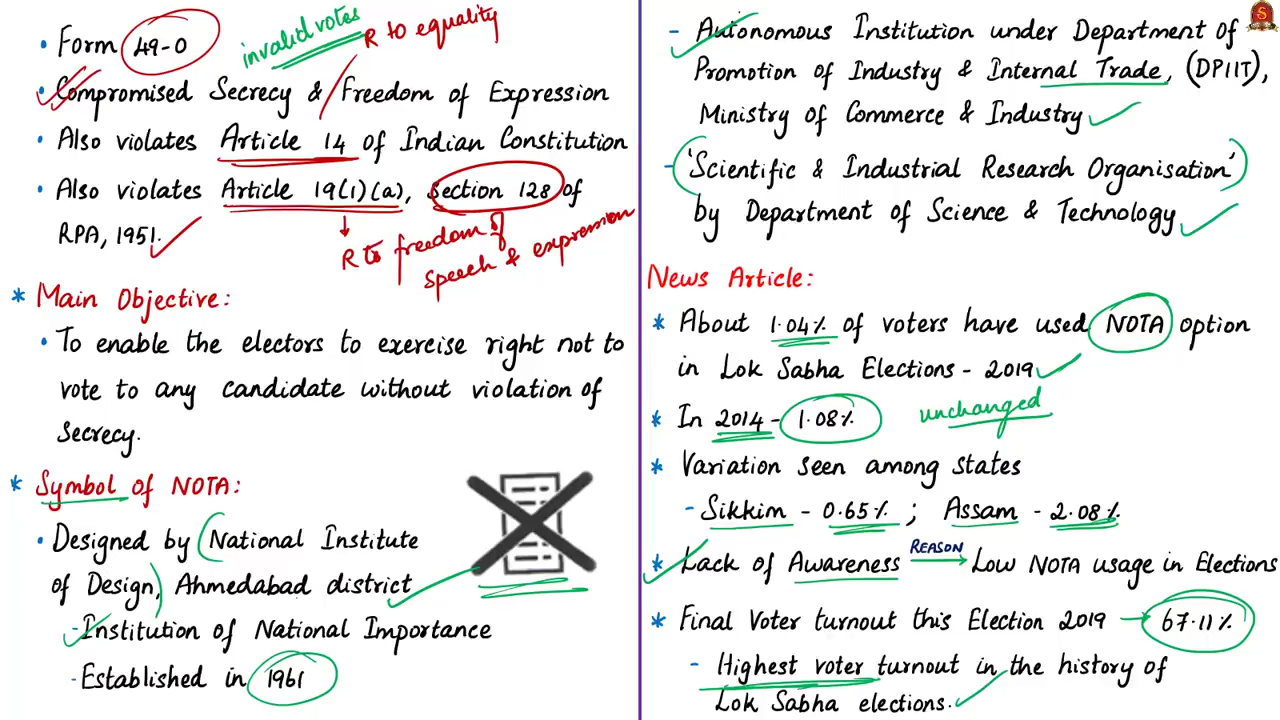 • Form 49-0
invalid votes
R to equality
• Compromised Secrecy & Freedom of Expression
• Also violates Article 14 of Indian Constitution
• Also violates Article 19(1)(a), Section 128 of
RPA, 1951.
R to freedom of
speech & expression
* Main Objective:
• To enable the electors to exercise right not to
vote to any candidate without violation of
secrecy.
* Symbol of NOTA:
• Designed by National Institute
of Design, Ahmedabad district
- Institution of National Importance
- Established in 1961
- Autonomous Institution under Department of
Promotion of Industry & Internal Trade, (DPIIT),
Ministry of Commerce & Industry
- 'Scientific & Industrial Research Organisation'
by Department of Science & Technology
News Article:
* About 1.04% of voters have used NOTA option
in Lok Sabha Elections - 2019
* In 2014 - 1.08%
unchanged
* Variation seen among states
- Sikkim - 0.65% ; Assam - 2.08%
* Lack of Awareness REASON → Low NOTA usage in Elections
* Final Voter turnout this Election 2019 → 67.11%
- Highest voter turnout in the history of
Lok Sabha elections.